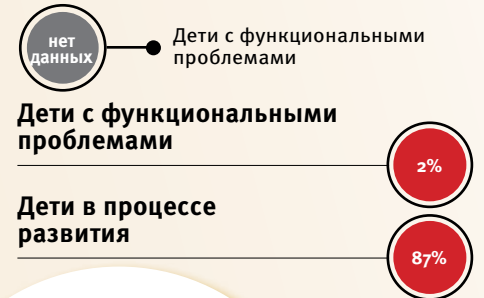 нет
данных
Дети с функциональными
проблемами
Дети с функциональными
проблемами
2%
Дети в процессе
развития
87%